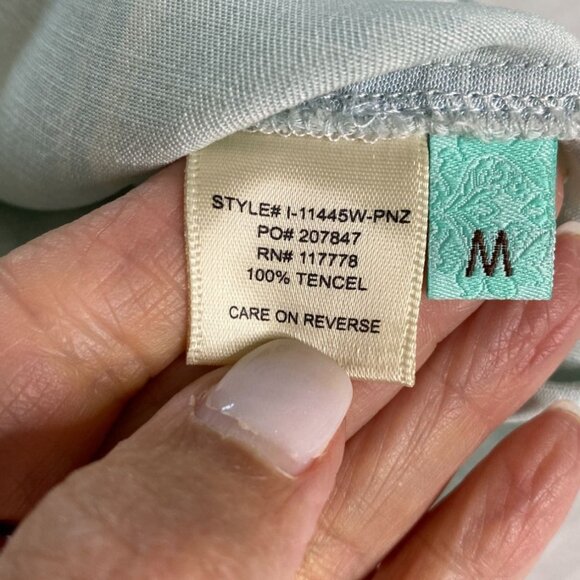 STYLE# I-11445W-PNZ
PO# 207847
RN# 117778
100% TENCEL
CARE ON REVERSE
M